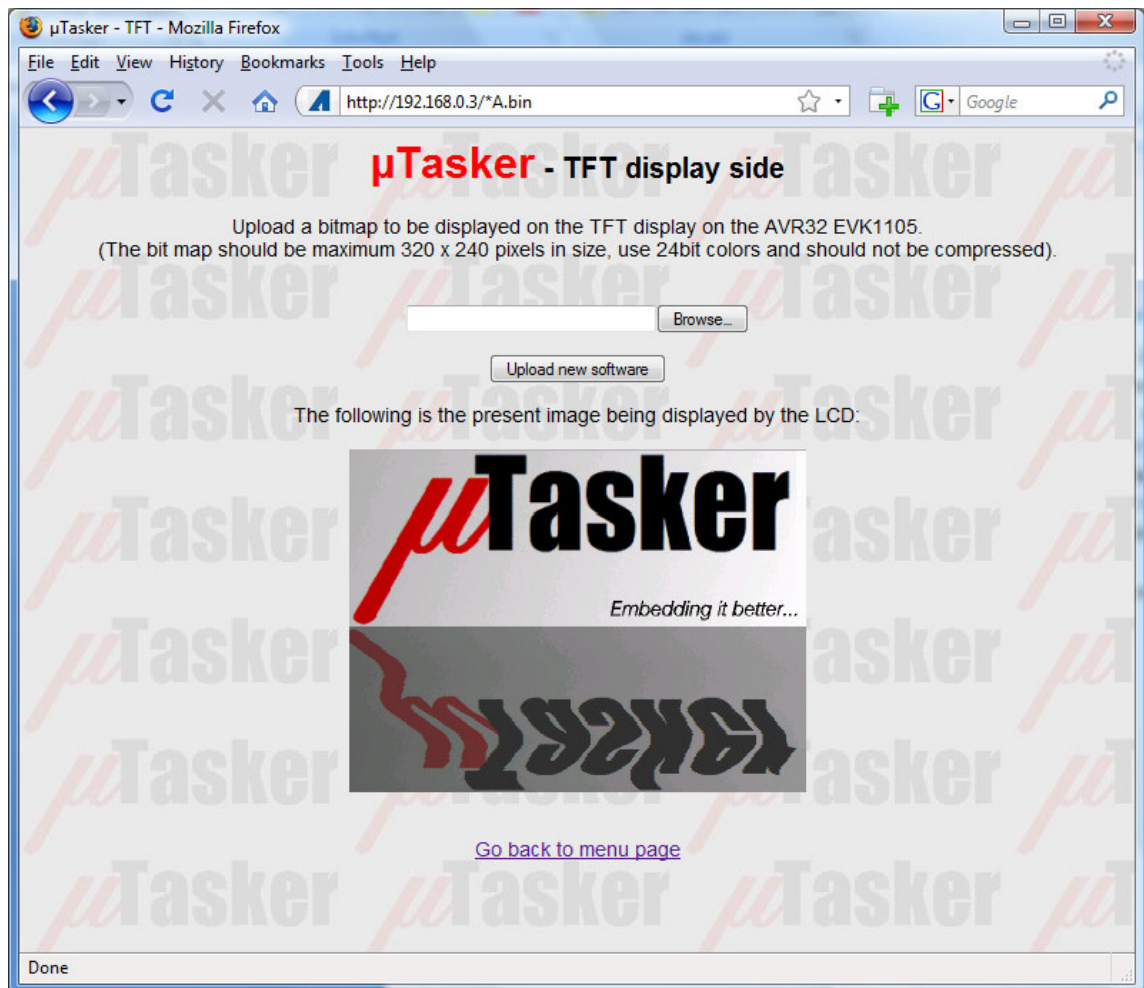 µTasker - TFT - Mozilla Firefox
File Edit View History Bookmarks Tools Help
http://192.168.0.3/*A.bin
G Google
µTasker - TFT display side
Upload a bitmap to be displayed on the TFT display on the AVR32 EVK1105.
(The bit map should be maximum 320 x 240 pixels in size, use 24bit colors and should not be compressed).
Browse...
Upload new software
The following is the present image being displayed by the LCD:
µTasker
Embedding it better...
µTasker
Go back to menu page
Done